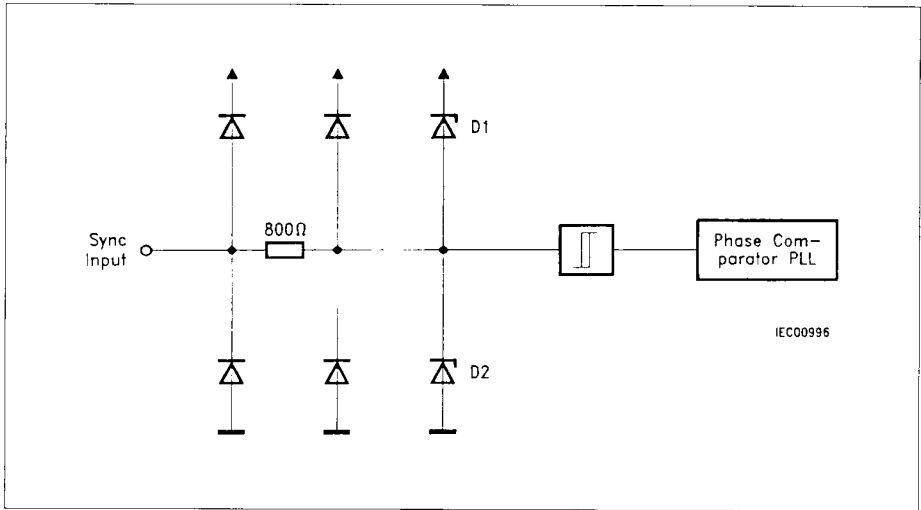 D1
800Ω
Sync
Input
Phase Com-
parator PLL
IEC00996
D2